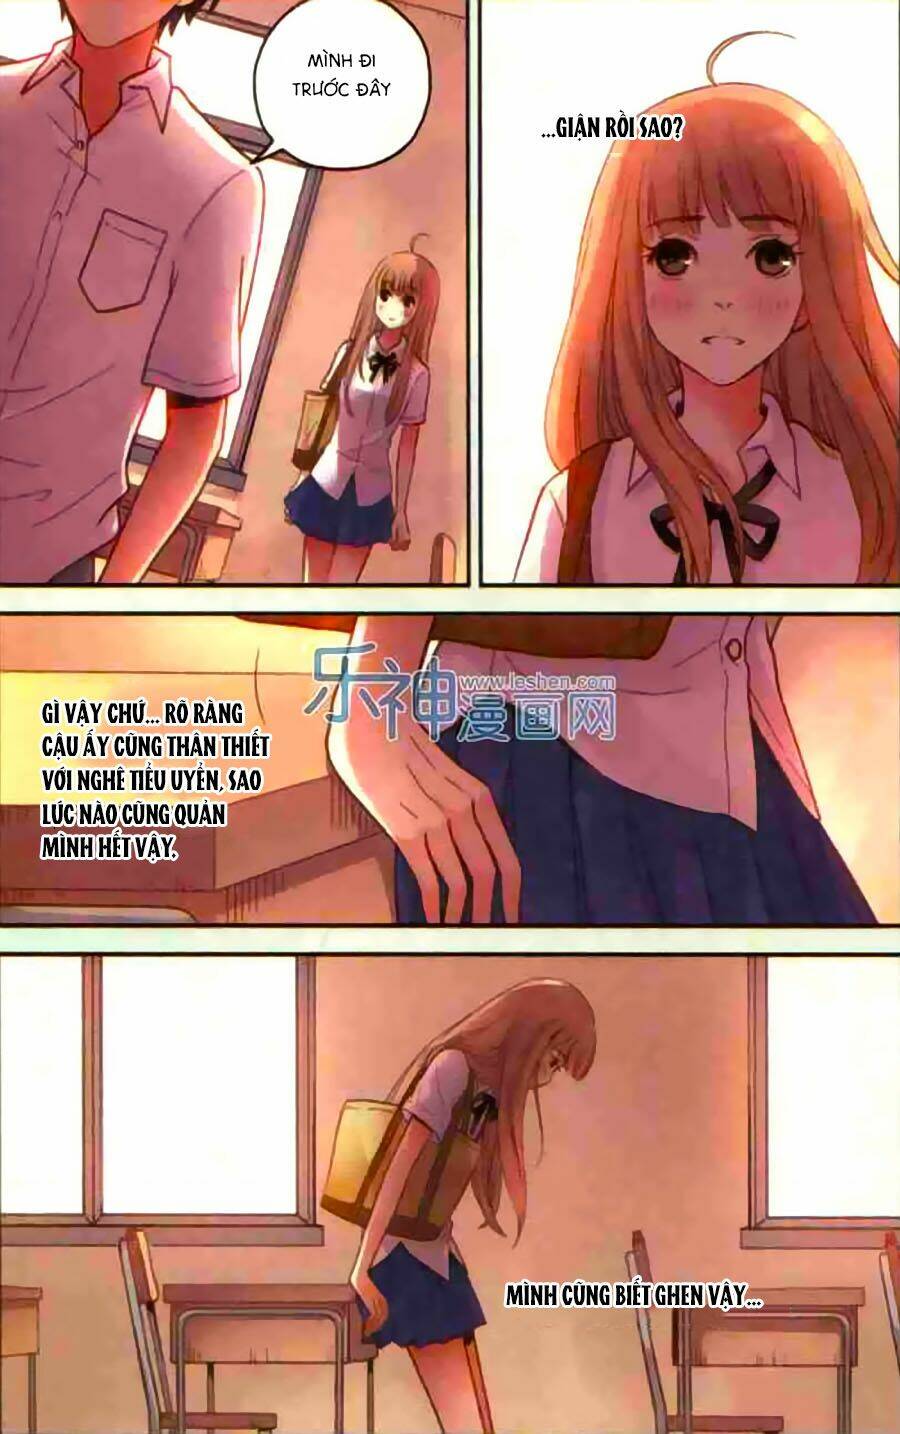 MÌNH ĐI
TRƯỚC ĐÂY
...GIẬN RỒI SAO?
乐神漫画网
www.leshen.com
GÌ VẬY CHỨ... RÕ RÀNG
CẬU ẤY CŨNG THÂN THIẾT
VỚI NGHÊ TIỂU UYỂN, SAO
LÚC NÀO CŨNG QUẢN
MÌNH HẾT VẬY.
MÌNH CŨNG BIẾT GHEN VẬY...